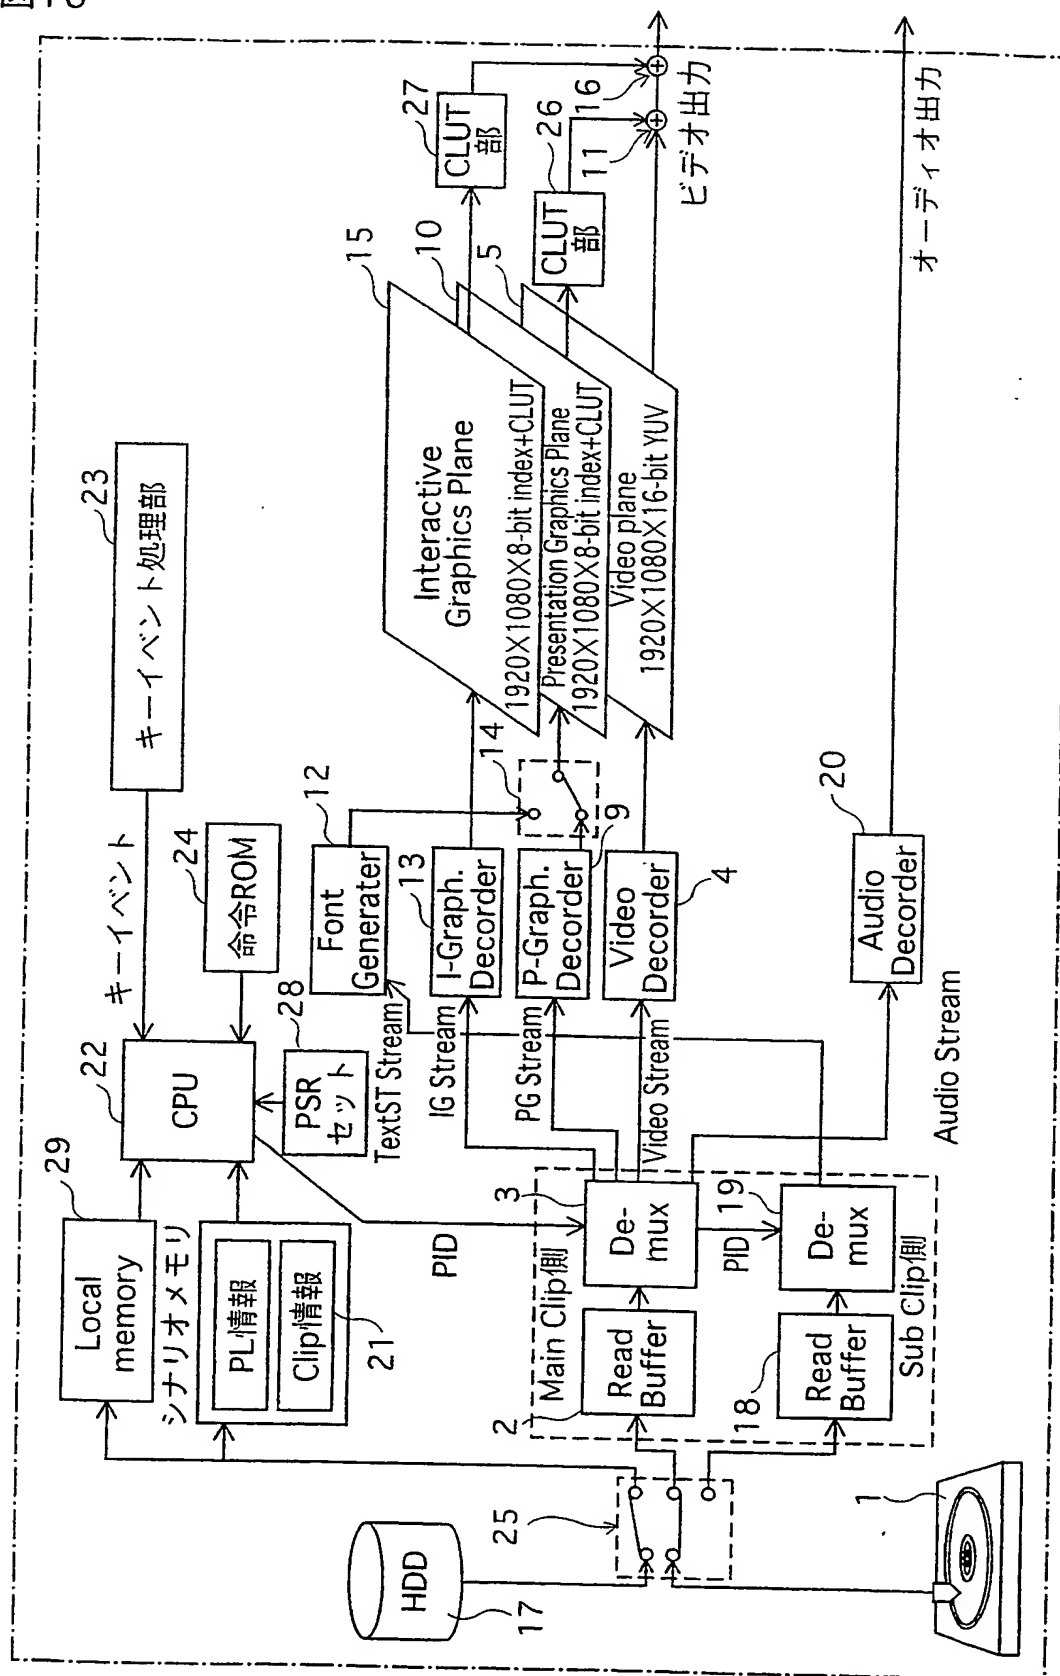 29
Local
memory
シナリオメモリ
PL情報
Clip情報
21
22
CPU
キーイベント
23
キーイベント処理部
24
命令ROM
28
PSR
セット
HDD
17
25
1
PID
Main Clip側
2
Read
Buffer
3
De-
mux
PID
18
Read
Buffer
19
De-
mux
Sub Clip側
TextST Stream
IG Stream
PG Stream
Video Stream
Audio Stream
12
Font
Generater
13
I-Graph.
Decorder
P-Graph.
Decorder
9
Video
Decorder
4
14
20
Audio
Decorder
15
Interactive
Graphics Plane
1920X1080X8-bit index+CLUT
10
Presentation Graphics Plane
1920X1080X8-bit index+CLUT
5
Video plane
1920X1080X16-bit YUV
27
CLUT
部
26
CLUT
部
16
11
ビデオ出力
オーディオ出力